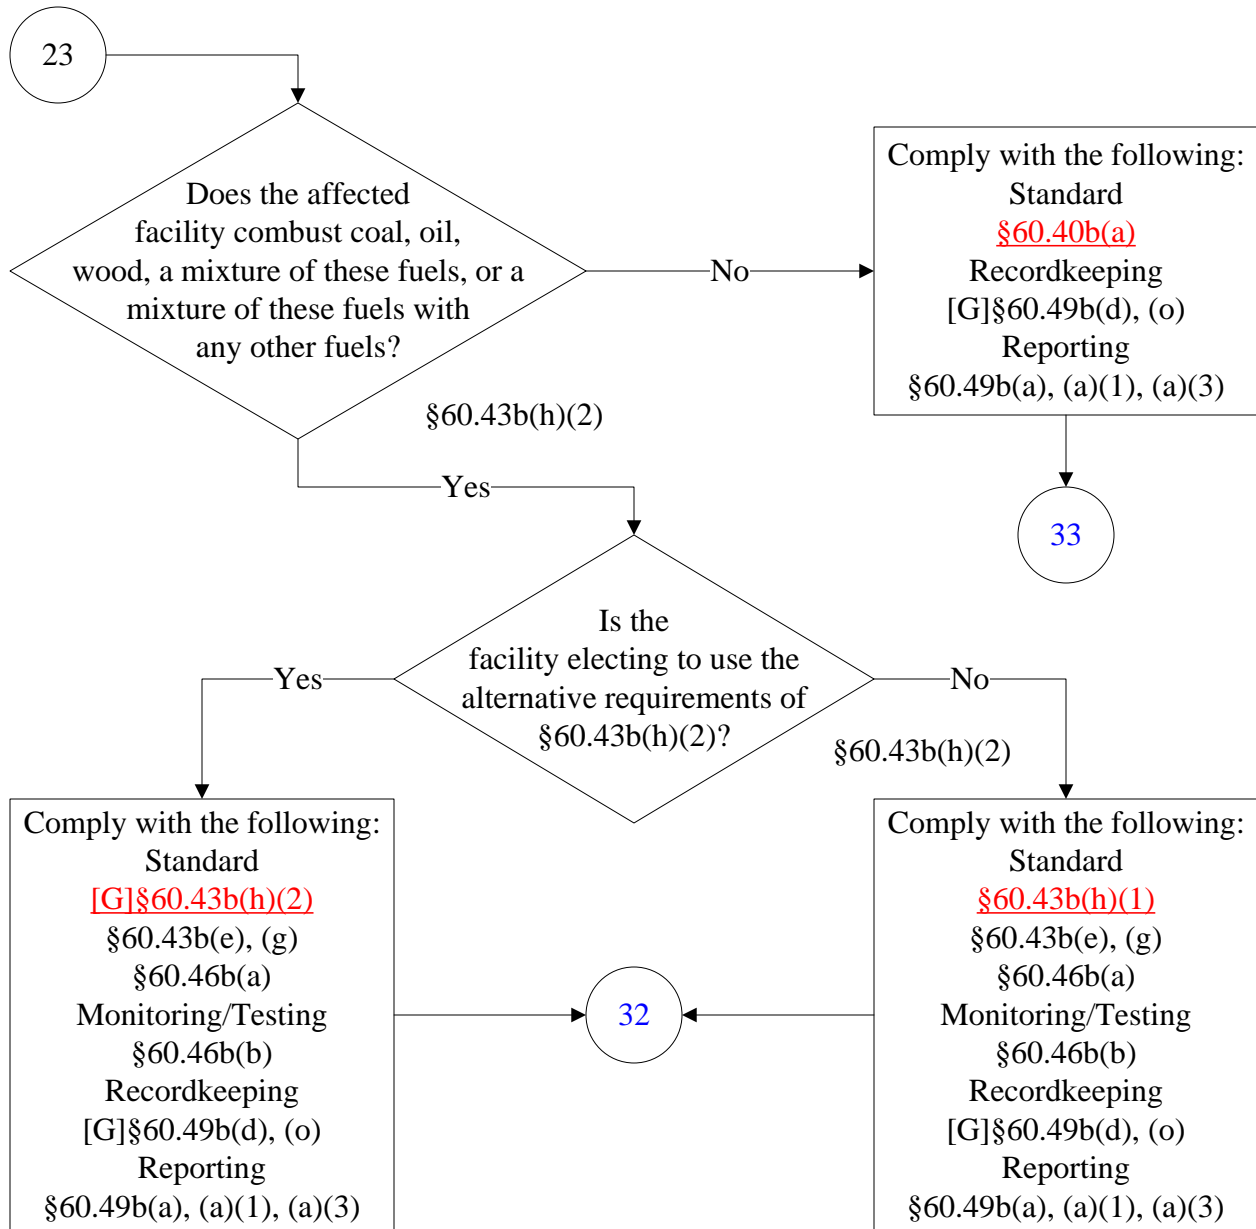 23
Does the affected
facility combust coal, oil,
wood, a mixture of these fuels, or a
mixture of these fuels with
any other fuels?
No
Comply with the following:
Standard
§60.40b(a)
Recordkeeping
[G]§60.49b(d), (o)
Reporting
§60.49b(a), (a)(1), (a)(3)
§60.43b(h)(2)
Yes
33
Is the
facility electing to use the
alternative requirements of
§60.43b(h)(2)?
Yes
No
§60.43b(h)(2)
Comply with the following:
Standard
[G]§60.43b(h)(2)
§60.43b(e), (g)
§60.46b(a)
Monitoring/Testing
§60.46b(b)
Recordkeeping
[G]§60.49b(d), (o)
Reporting
§60.49b(a), (a)(1), (a)(3)
32
Comply with the following:
Standard
§60.43b(h)(1)
§60.43b(e), (g)
§60.46b(a)
Monitoring/Testing
§60.46b(b)
Recordkeeping
[G]§60.49b(d), (o)
Reporting
§60.49b(a), (a)(1), (a)(3)